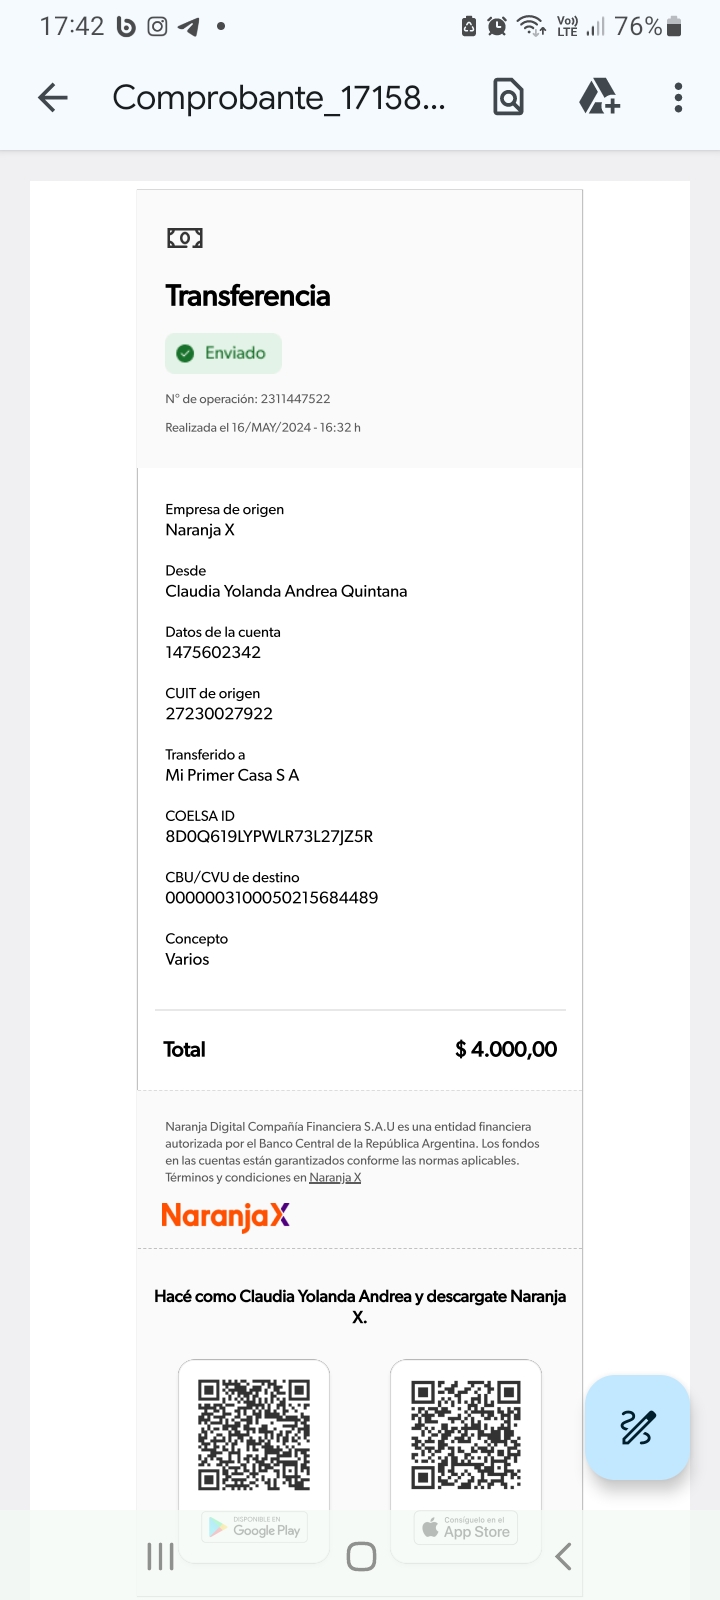 17:42
Vo))
LTE
76%
Comprobante_17158...
Transferencia
Enviado
N° de operación: 2311447522
Realizada el 16/MAY/2024 - 16:32 h
Empresa de origen
Naranja X
Desde
Claudia Yolanda Andrea Quintana
Datos de la cuenta
1475602342
CUIT de origen
27230027922
Transferido a
Mi Primer Casa S A
COELSA ID
8D0Q619LYPWLR73L27JZ5R
CBU/CVU de destino
0000003100050215684489
Concepto
Varios
Total $ 4.000,00
Naranja Digital Compañía Financiera S.A.U es una entidad financiera
autorizada por el Banco Central de la República Argentina. Los fondos
en las cuentas están garantizados conforme las normas aplicables.
Términos y condiciones en Naranja X
NaranjaX
Hacé como Claudia Yolanda Andrea y descargate Naranja
X.
DISPONIBLE EN
Google Play
Consíguelo en el
App Store